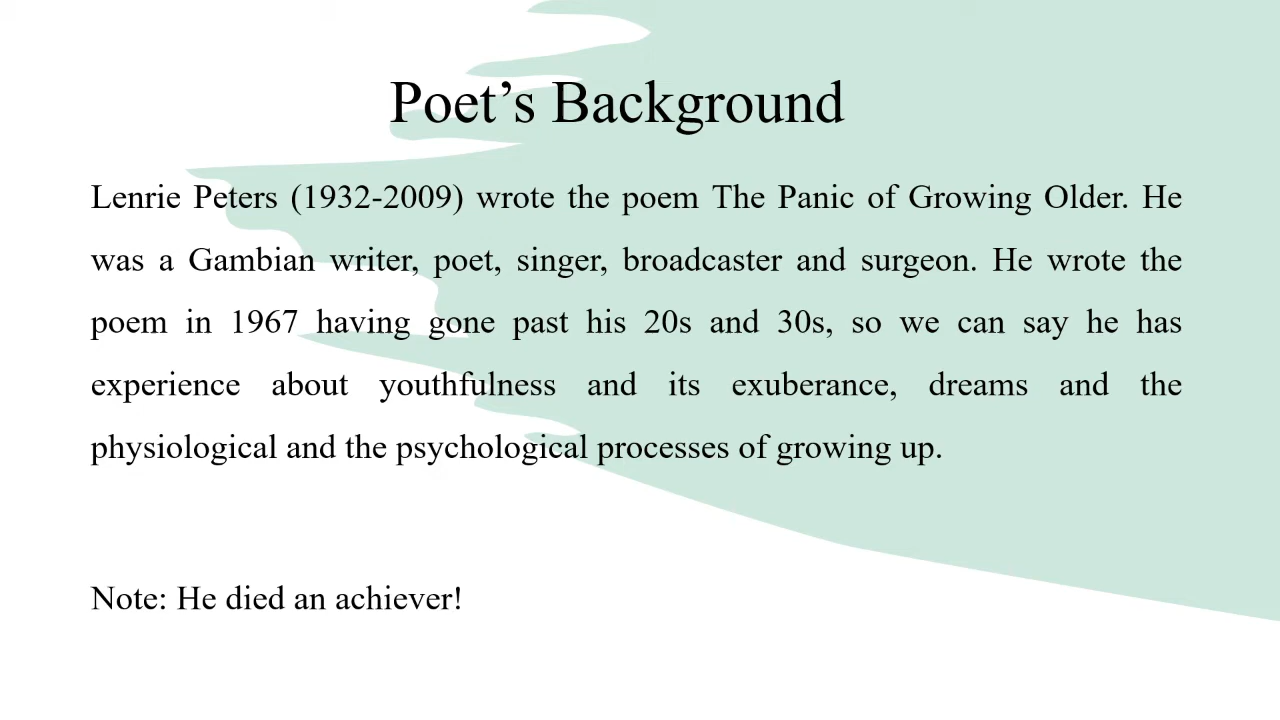 Poet’s Background
Lenrie Peters (1932-2009) wrote the poem The Panic of Growing Older. He
was a Gambian writer, poet, singer, broadcaster and surgeon. He wrote the
poem in 1967 having gone past his 20s and 30s, so we can say he has
experience about youthfulness and its exuberance, dreams and the
physiological and the psychological processes of growing up.
Note: He died an achiever!